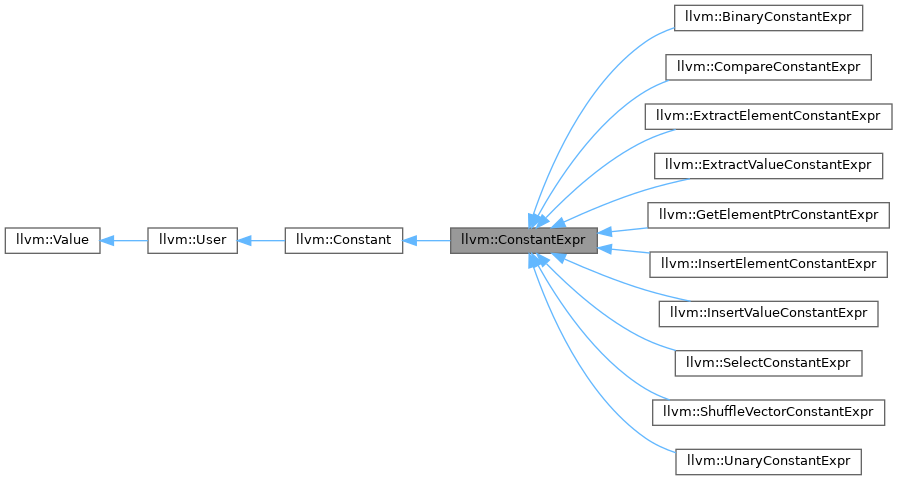 llvm::BinaryConstantExpr
llvm::CompareConstantExpr
llvm::ExtractElementConstantExpr
llvm::ExtractValueConstantExpr
llvm::GetElementPtrConstantExpr
llvm::Value
llvm::User
llvm::Constant
llvm::ConstantExpr
llvm::InsertElementConstantExpr
llvm::InsertValueConstantExpr
llvm::SelectConstantExpr
llvm::ShuffleVectorConstantExpr
llvm::UnaryConstantExpr